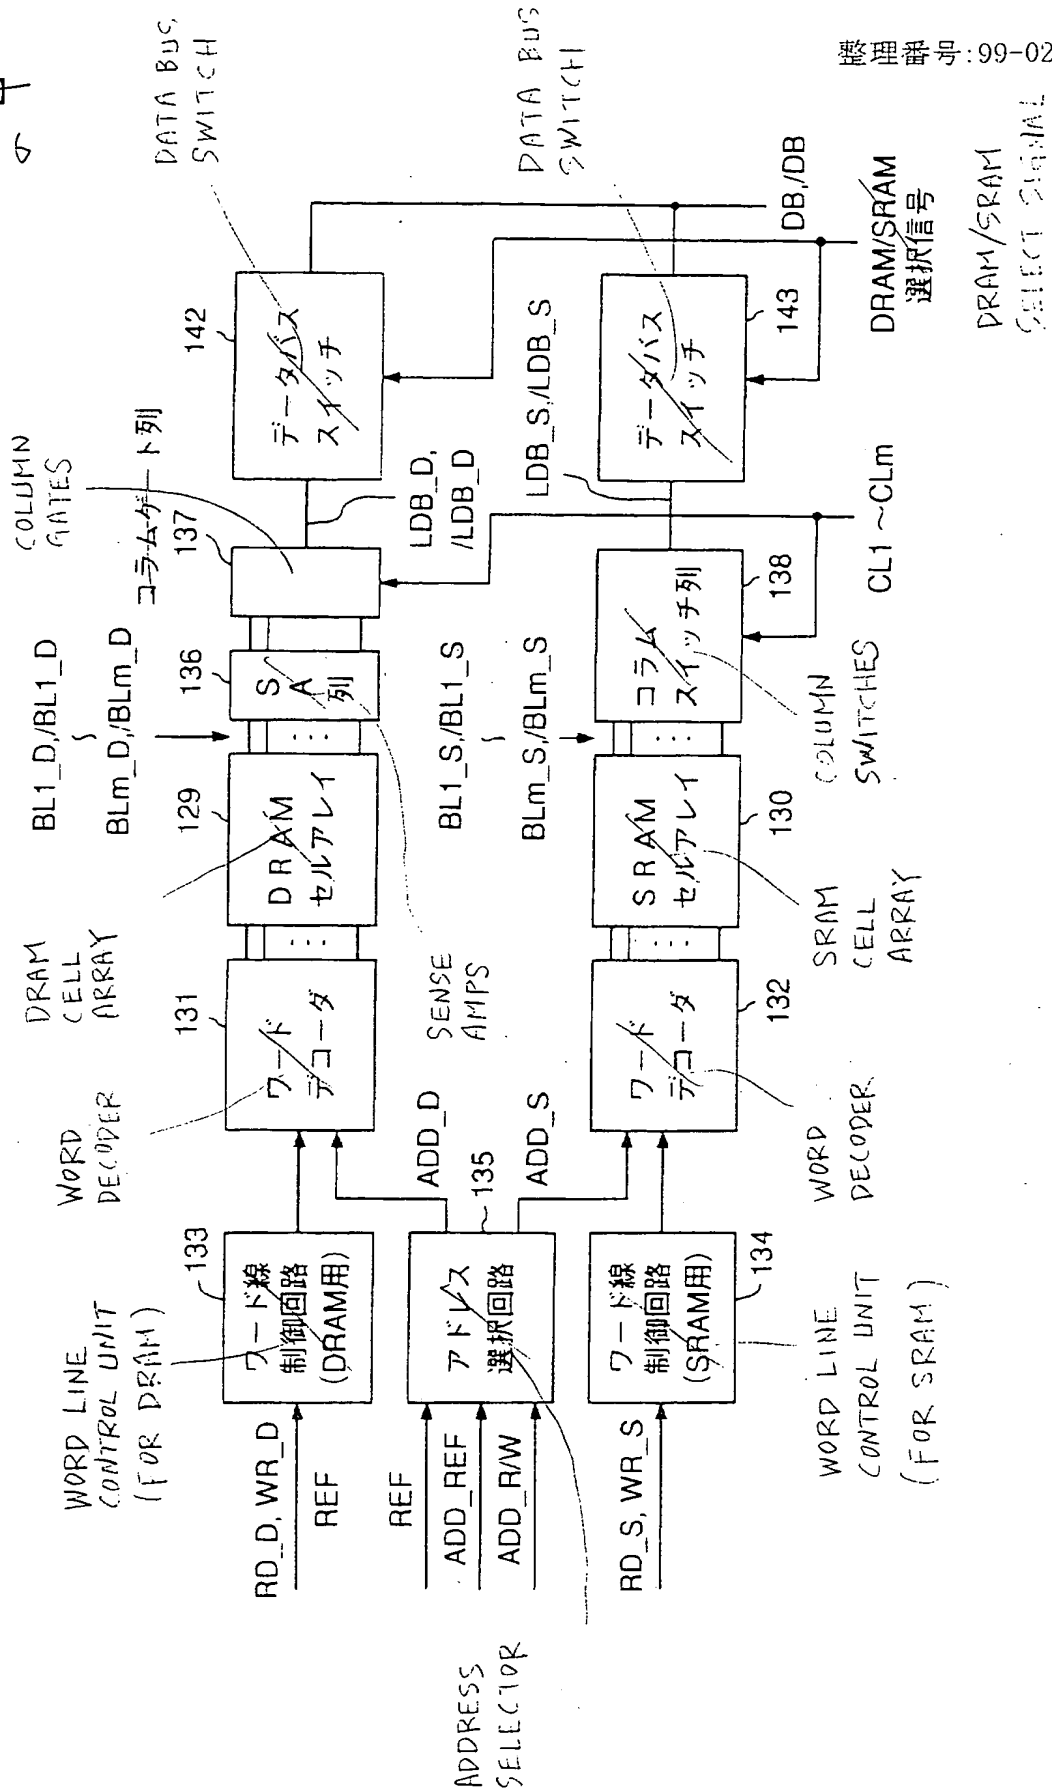 整理番号:99-02
DATA BUS
SWITCH
DATA BUS
SWITCH
142
データバス
スイッチ
DB,/DB
143
データバス
スイッチ
DRAM/SRAM
選択信号
DRAM/SRAM
SELECT SIGNAL
COLUMN
GATES
コラムゲート列
137
LDB_D,
/LDB_D
LDB_S,/LDB_S
CL1 ~CLm
BL1_D,/BL1_D
BLm_D,/BLm_D
136
SA列
BL1_S,/BL1_S
BLm_S,/BLm_S
138
コラム
スイッチ列
COLUMN
SWITCHES
129
DRAM
セルアレイ
DRAM
CELL
ARRAY
SENSE
AMPS
130
SRAM
セルアレイ
SRAM
CELL
ARRAY
131
ワード
デコーダ
WORD
DECODER
132
ワード
デコーダ
WORD
DECODER
ADD_D
ADD_S
133
ワード線
制御回路
(DRAM用)
WORD LINE
CONTROL UNIT
(FOR DRAM)
135
アドレス
選択回路
134
ワード線
制御回路
(SRAM用)
WORD LINE
CONTROL UNIT
(FOR SRAM)
RD_D, WR_D
REF
REF
ADD_REF
ADD_R/W
RD_S, WR_S
ADDRESS
SELECTOR